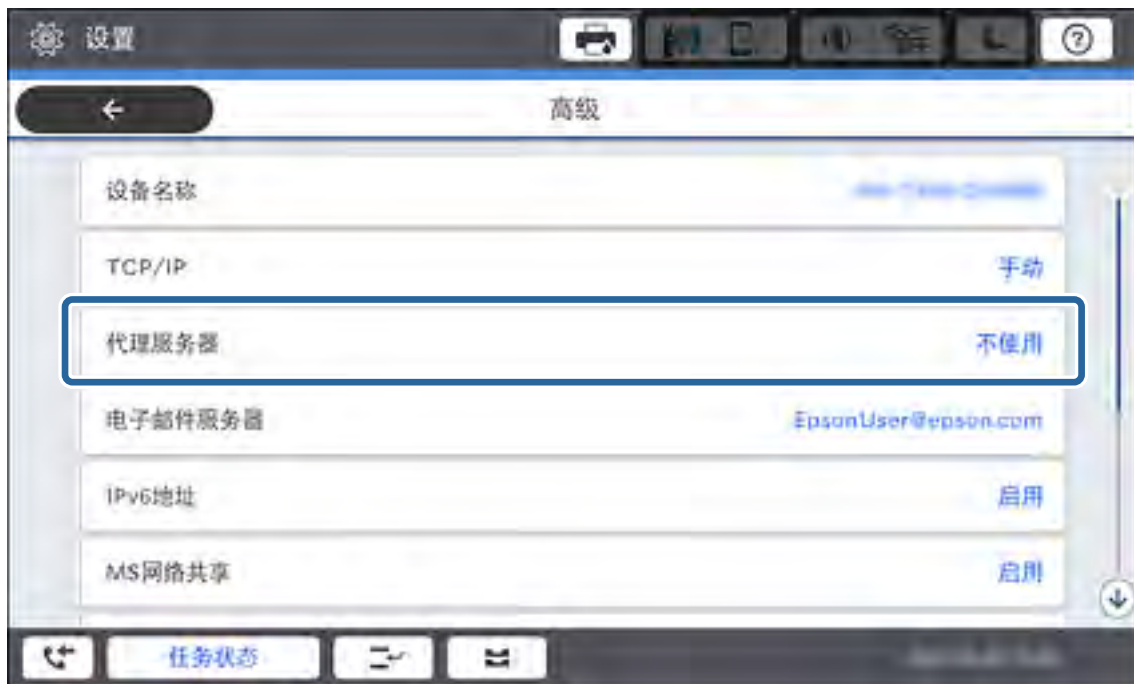 设置
高级
设备名称
TCP/IP 手动
代理服务器 不使用
电子邮件服务器 EpsonUser@epson.com
IPv6地址 启用
MS网络共享 启用
任务状态